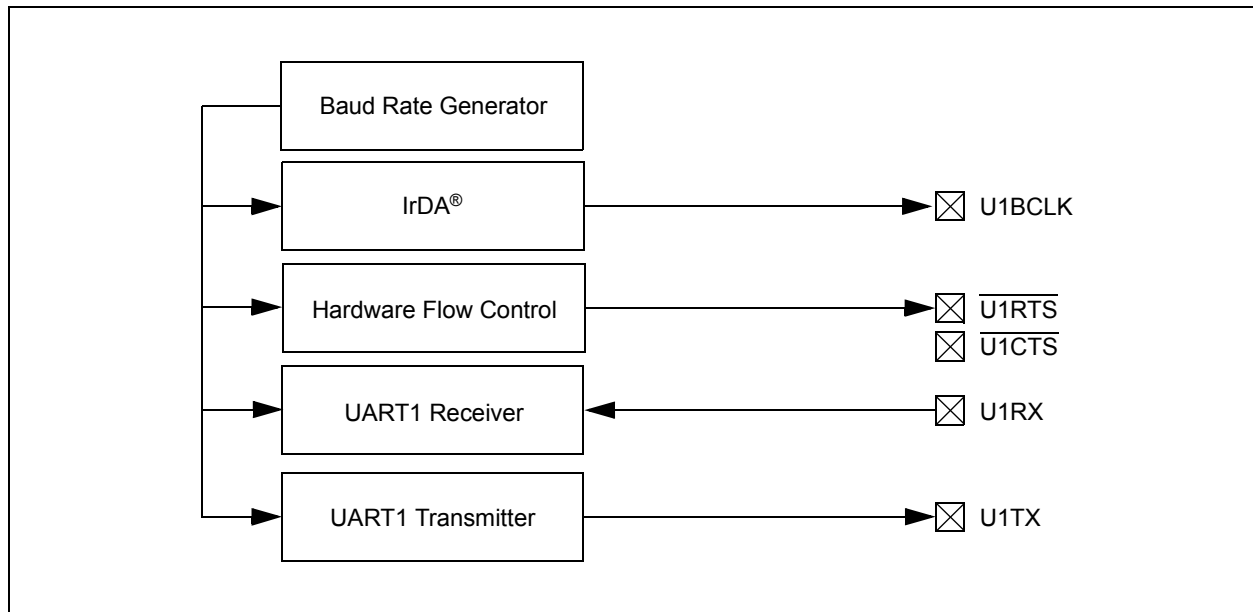 Baud Rate Generator
IrDA®
U1BCLK
Hardware Flow Control
U1RTS
U1CTS
UART1 Receiver
U1RX
UART1 Transmitter
U1TX